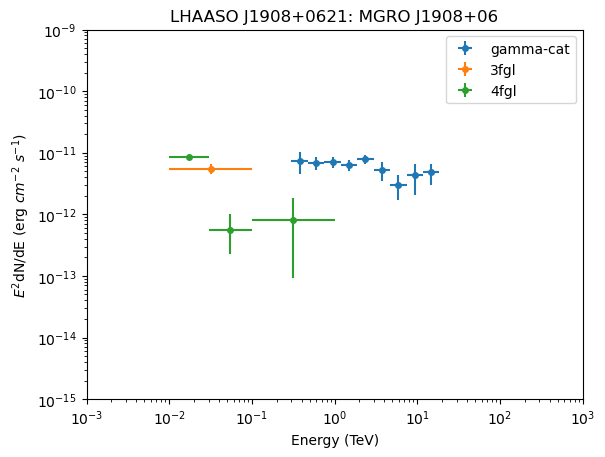 LHAASO J1908+0621: MGRO J1908+06
gamma-cat
3fgl
4fgl
E²dN/dE (erg cm⁻² s⁻¹)
10⁻⁹
10⁻¹⁰
10⁻¹¹
10⁻¹²
10⁻¹³
10⁻¹⁴
10⁻¹⁵
10⁻³ 10⁻² 10⁻¹ 10⁰ 10¹ 10² 10³
Energy (TeV)